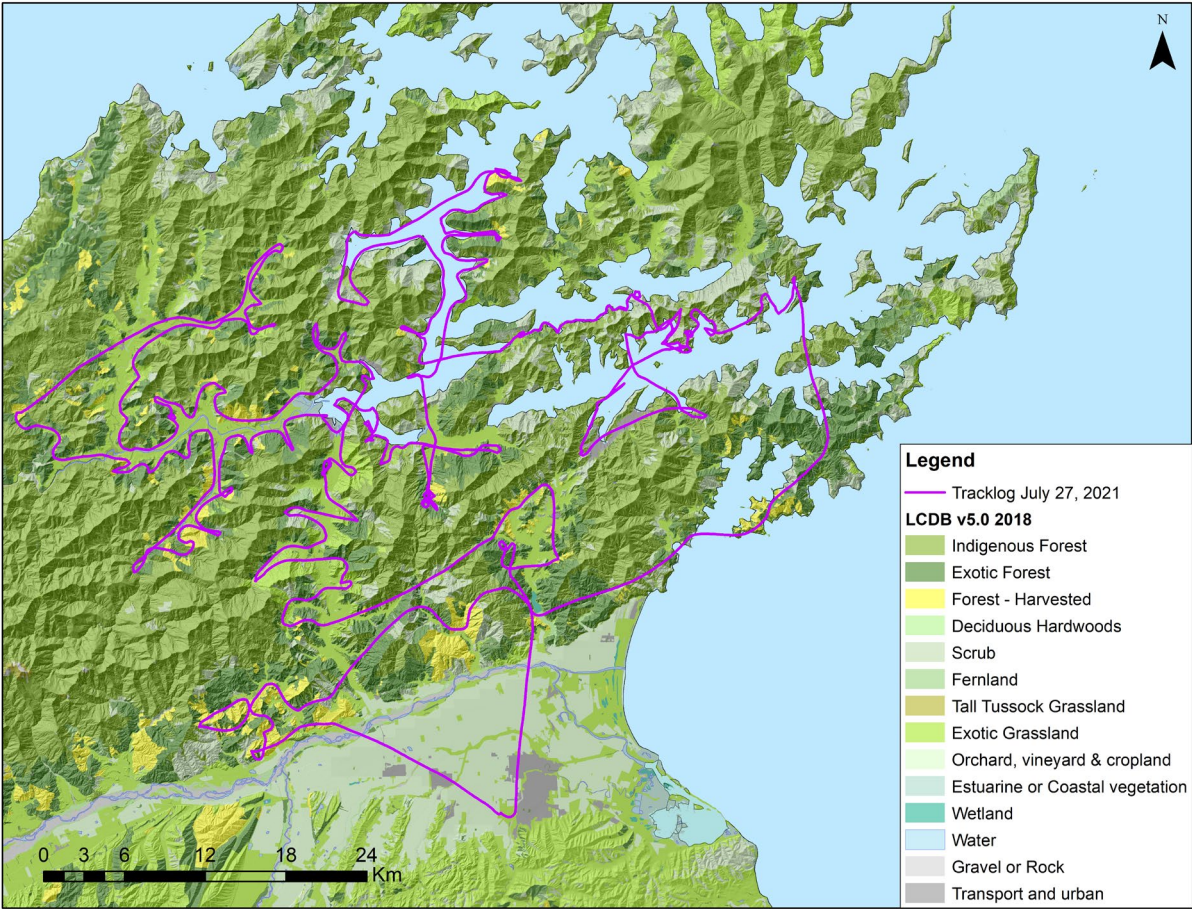 N
Legend
Tracklog July 27, 2021
LCDB v5.0 2018
Indigenous Forest
Exotic Forest
Forest - Harvested
Deciduous Hardwoods
Scrub
Fernland
Tall Tussock Grassland
Exotic Grassland
Orchard, vineyard & cropland
Estuarine or Coastal vegetation
Wetland
Water
Gravel or Rock
Transport and urban
0 3 6 12 18 24
Km